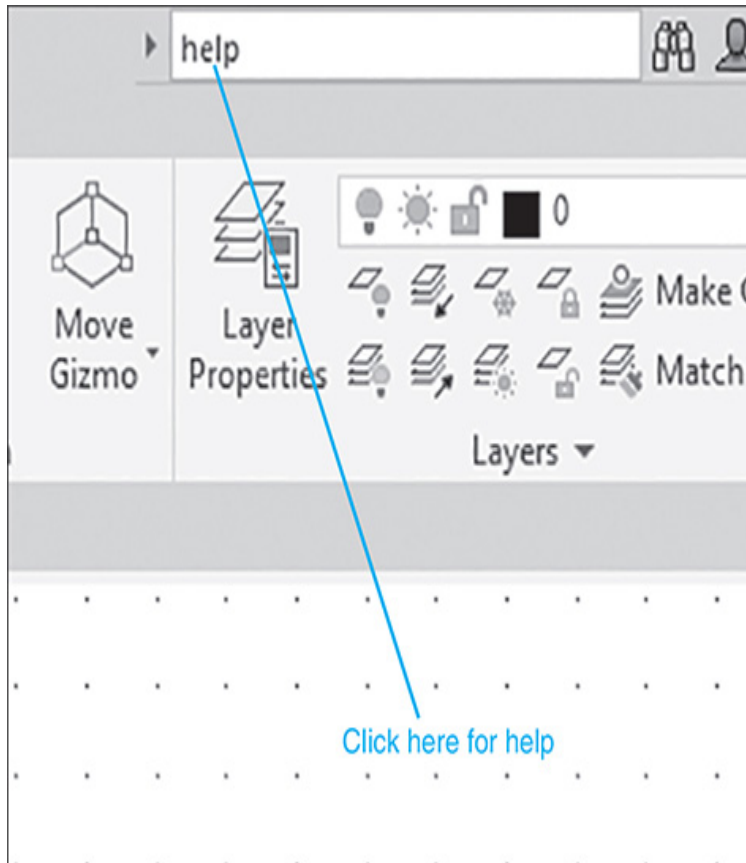 help
0
Move
Gizmo
Layer
Properties
Make
Match
Layers
Click here for help